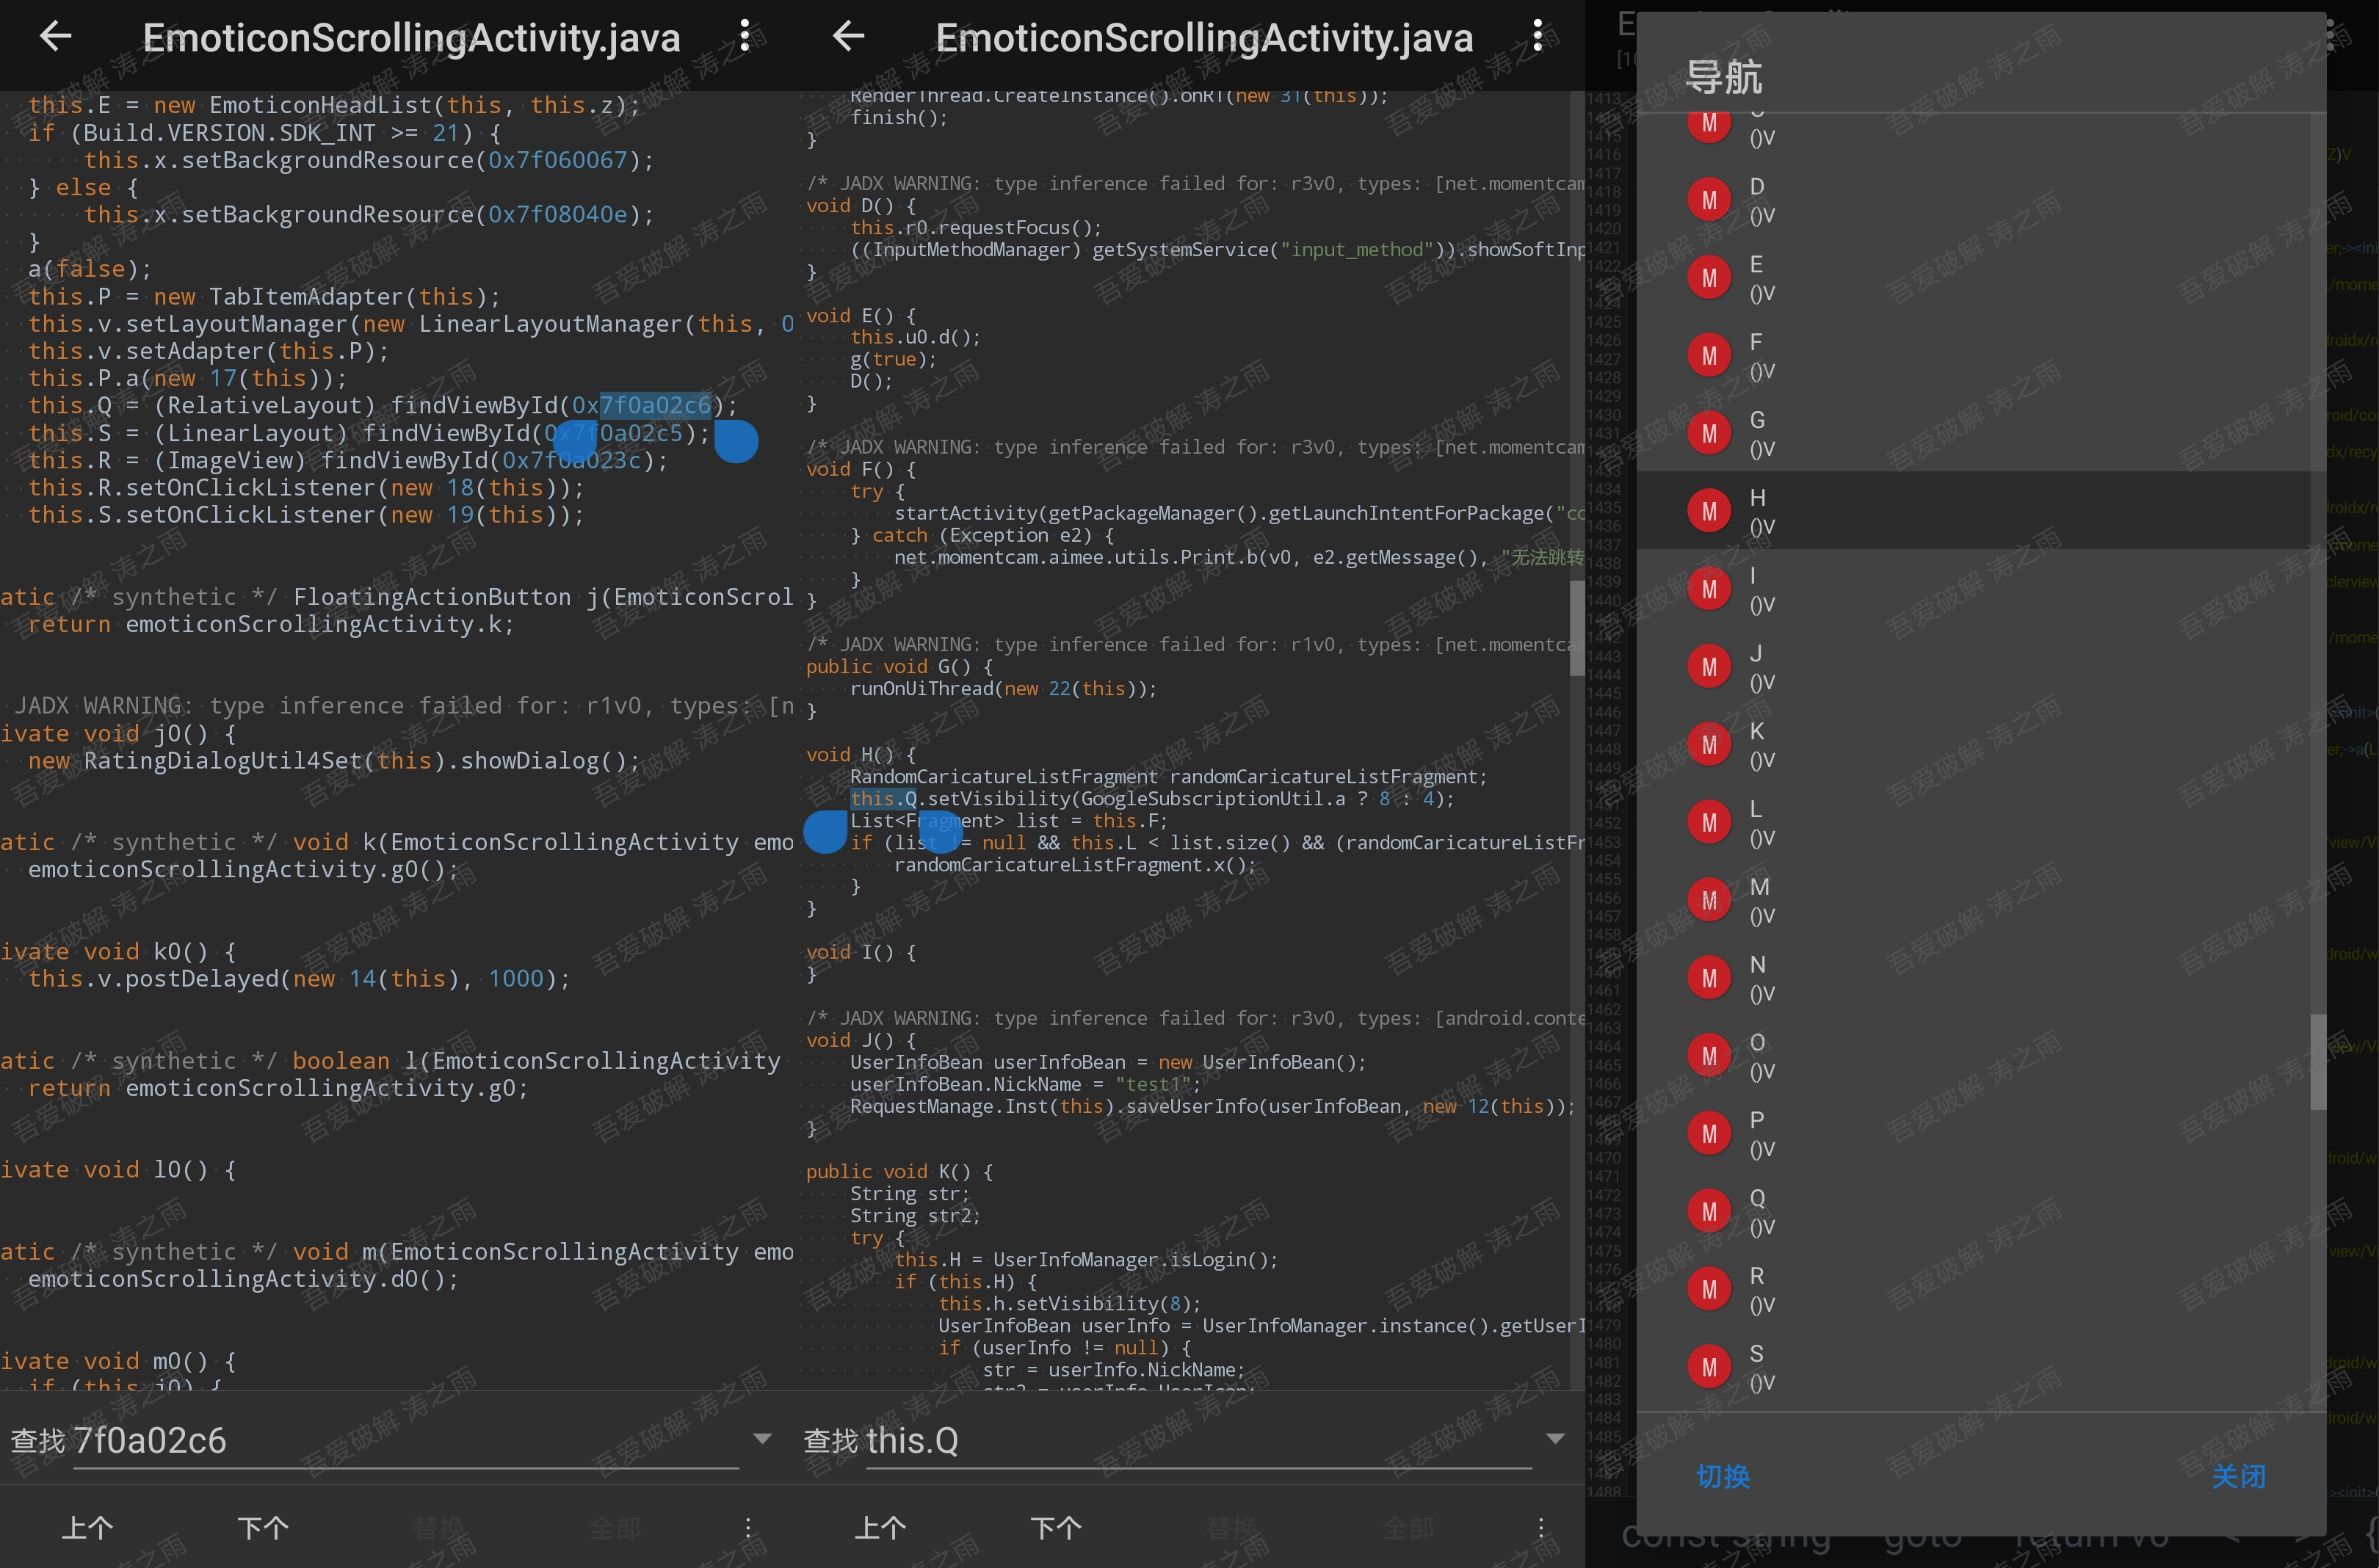 EmoticonScrollingActivity.java
this.E = new EmoticonHeadList(this, this.z);
if (Build.VERSION.SDK_INT >= 21) {
this.x.setBackgroundResource(0x7f060067);
} else {
this.x.setBackgroundResource(0x7f08040e);
}
a(false);
this.P = new TabItemAdapter(this);
this.v.setLayoutManager(new LinearLayoutManager(this, 0
this.v.setAdapter(this.P);
this.P.a(new 17(this));
this.Q = (RelativeLayout) findViewById(0x7f0a02c6);
this.S = (LinearLayout) findViewById(0x7f0a02c5);
this.R = (ImageView) findViewById(0x7f0a023c);
this.R.setOnClickListener(new 18(this));
this.S.setOnClickListener(new 19(this));
atic /* synthetic */ FloatingActionButton j(EmoticonScrol
return emoticonScrollingActivity.k;
JADX WARNING: type inference failed for: r1v0, types: [n
ivate void j0() {
new RatingDialogUtil4Set(this).showDialog();
atic /* synthetic */ void k(EmoticonScrollingActivity emo
emoticonScrollingActivity.g0();
ivate void k0() {
this.v.postDelayed(new 14(this), 1000);
atic /* synthetic */ boolean l(EmoticonScrollingActivity
return emoticonScrollingActivity.g0;
ivate void l0() {
atic /* synthetic */ void m(EmoticonScrollingActivity emo
emoticonScrollingActivity.d0();
ivate void m0() {
if (this.j0) {
查找 7f0a02c6
上个 下个 替换 全部
EmoticonScrollingActivity.java
RenderThread.CreateInstance().onRT(new 31(this));
finish();
}
/* JADX WARNING: type inference failed for: r3v0, types: [net.momentcam
void D() {
this.r0.requestFocus();
((InputMethodManager) getSystemService("input_method")).showSoftInp
}
void E() {
this.u0.d();
g(true);
D();
}
/* JADX WARNING: type inference failed for: r3v0, types: [net.momentcam
void F() {
try {
startActivity(getPackageManager().getLaunchIntentForPackage("co
} catch (Exception e2) {
net.momentcam.aimee.utils.Print.b(v0, e2.getMessage(), "无法跳转
}
}
/* JADX WARNING: type inference failed for: r1v0, types: [net.momentca
public void G() {
runOnUiThread(new 22(this));
}
void H() {
RandomCaricatureListFragment randomCaricatureListFragment;
this.Q.setVisibility(GoogleSubscriptionUtil.a ? 8 : 4);
List<Fragment> list = this.F;
if (list != null && this.L < list.size() && (randomCaricatureListFr
randomCaricatureListFragment.x();
}
}
void I() {
}
/* JADX WARNING: type inference failed for: r3v0, types: [android.conte
void J() {
UserInfoBean userInfoBean = new UserInfoBean();
userInfoBean.NickName = "test1";
RequestManage.Inst(this).saveUserInfo(userInfoBean, new 12(this));
}
public void K() {
String str;
String str2;
try {
this.H = UserInfoManager.isLogin();
if (this.H) {
this.h.setVisibility(8);
UserInfoBean userInfo = UserInfoManager.instance().getUserI
if (userInfo != null) {
str = userInfo.NickName;
str2 = userInfo.UserIcon;
查找 this.Q
上个 下个 替换 全部
导航
M
()V
M D
()V
M E
()V
M F
()V
M G
()V
M H
()V
M I
()V
M J
()V
M K
()V
M L
()V
M M
()V
M N
()V
M O
()V
M P
()V
M Q
()V
M R
()V
M S
()V
切换 关闭
const-string goto return v0 < > {
吾爱破解 涛之雨